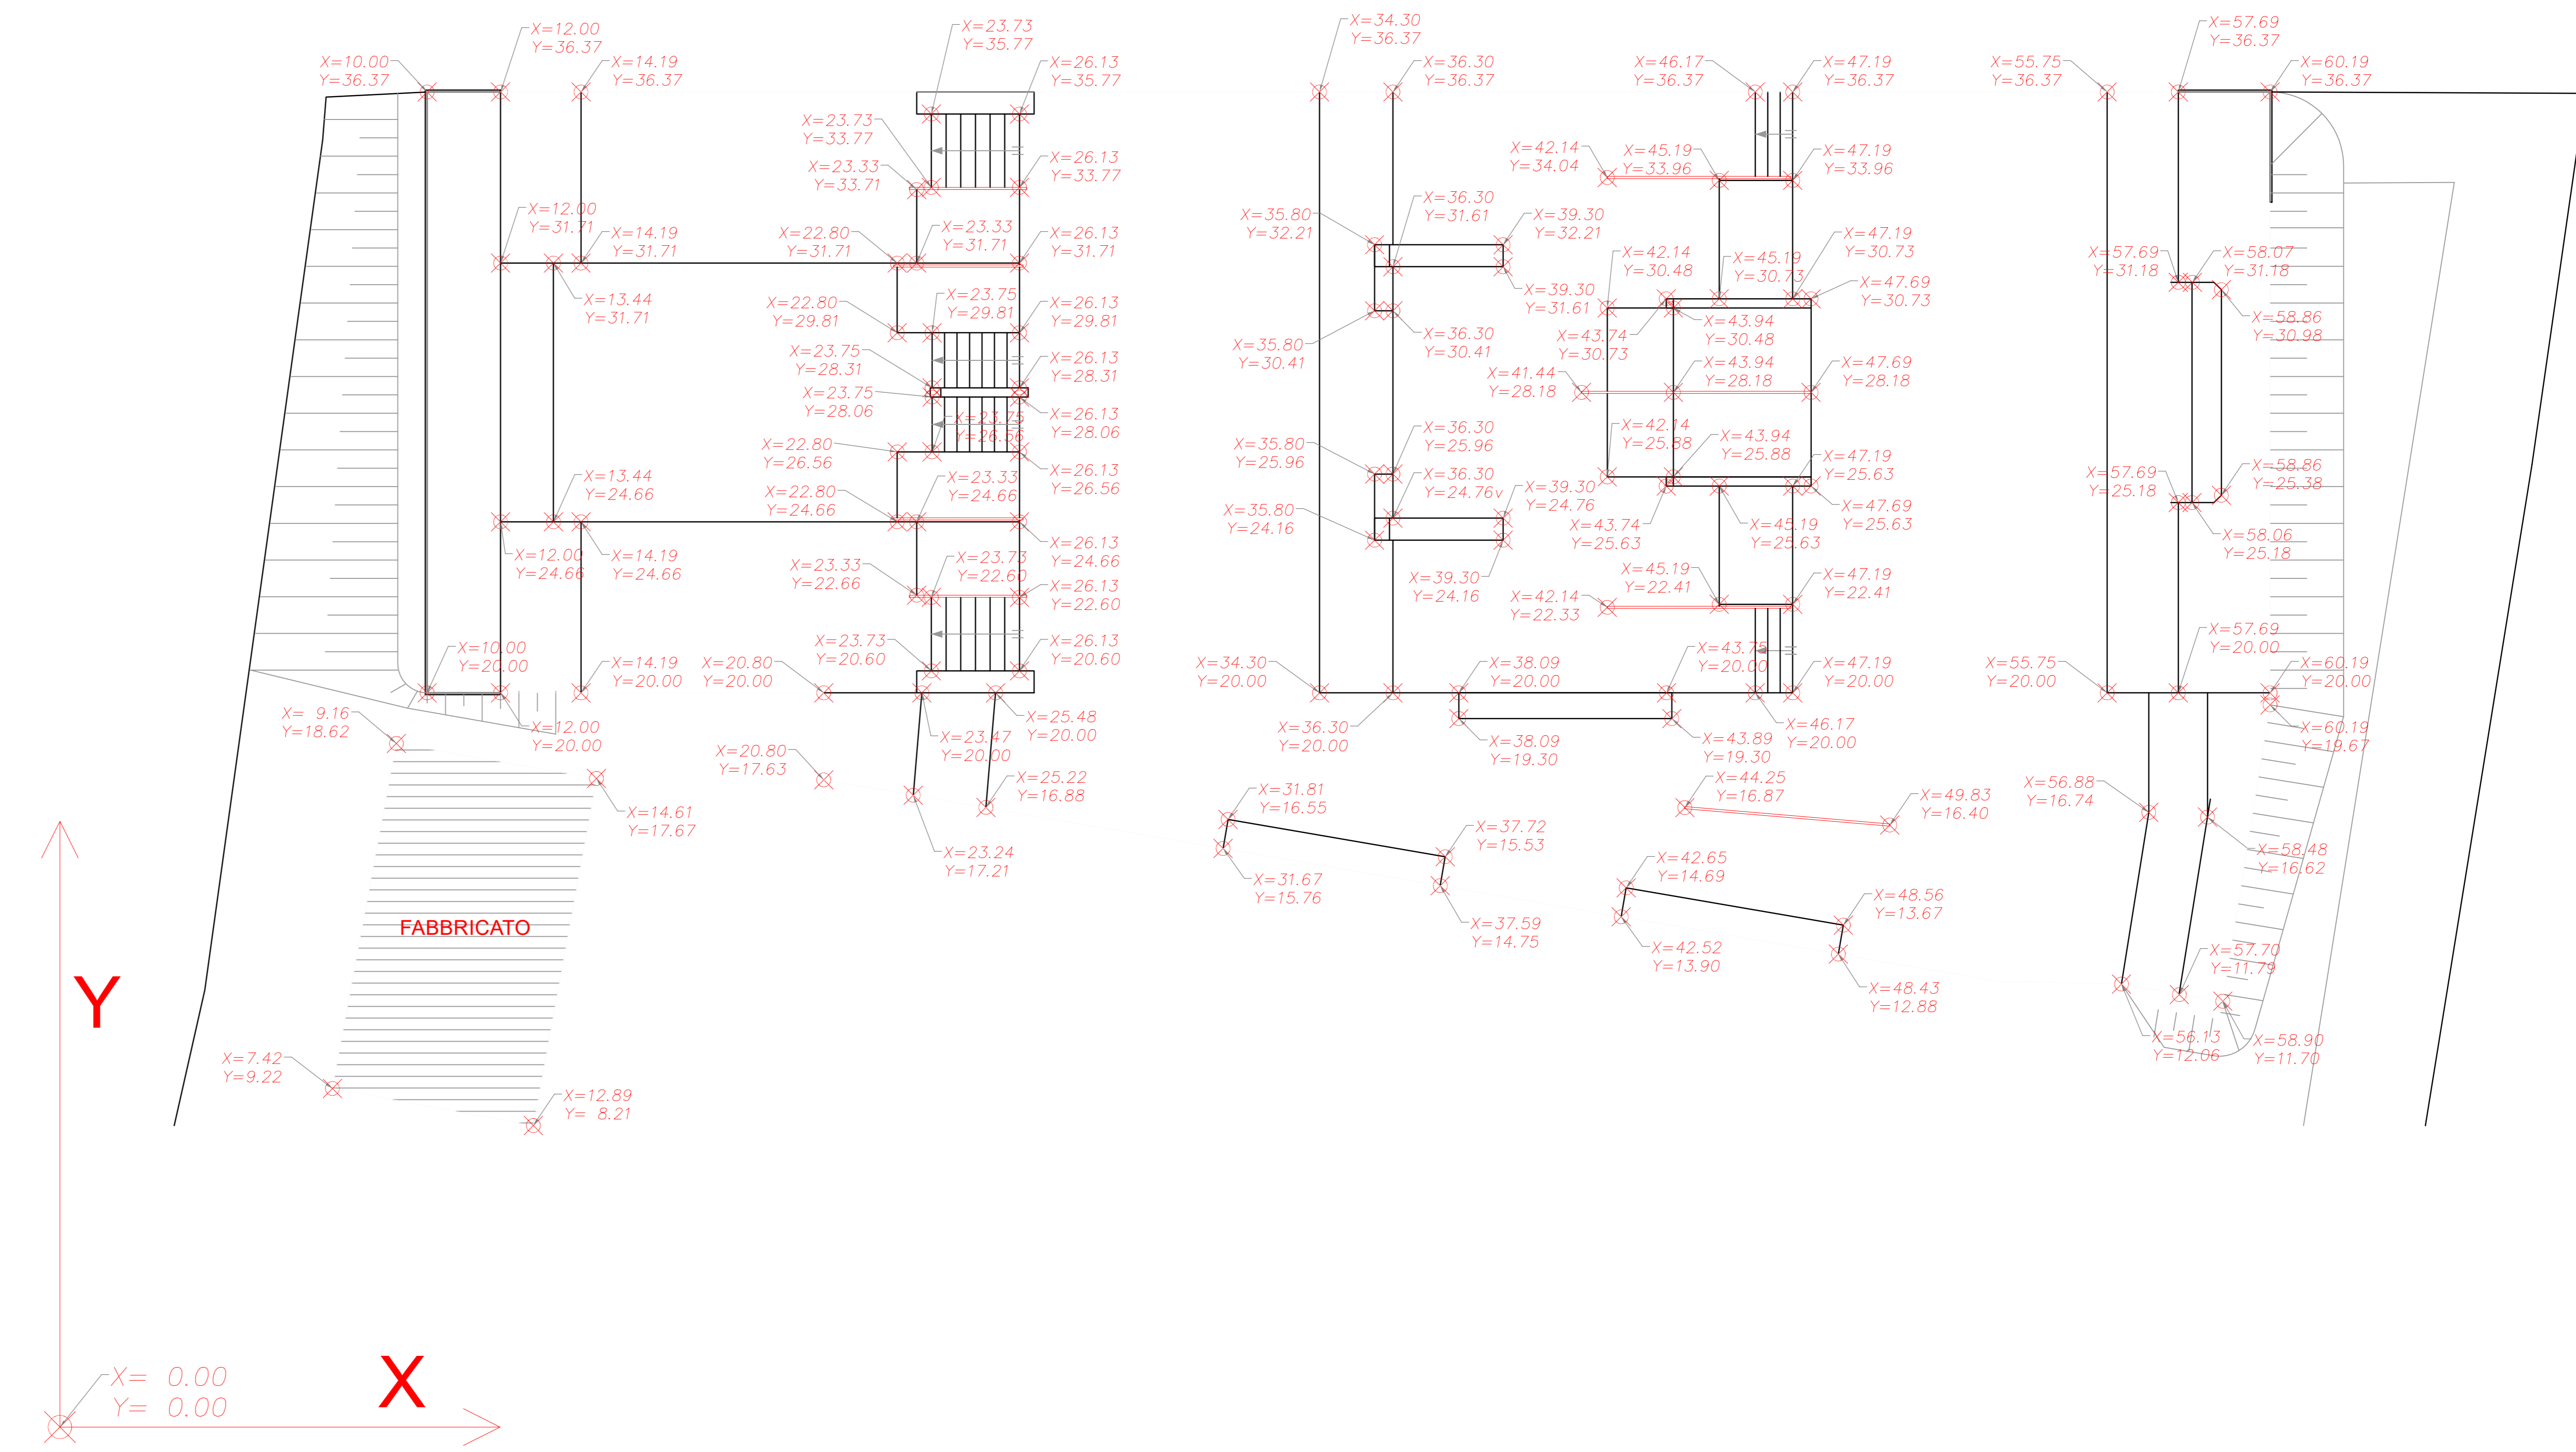 X=10.00
Y=36.37
X=12.00
Y=36.37
X=14.19
Y=36.37
X=23.73
Y=35.77
X=26.13
Y=35.77
X=34.30
Y=36.37
X=36.30
Y=36.37
X=46.17
Y=36.37
X=47.19
Y=36.37
X=55.75
Y=36.37
X=57.69
Y=36.37
X=60.19
Y=36.37
X=23.73
Y=33.77
X=23.33
Y=33.71
X=26.13
Y=33.77
X=42.14
Y=34.04
X=45.19
Y=33.96
X=47.19
Y=33.96
X=12.00
Y=31.71
X=14.19
Y=31.71
X=22.80
Y=31.71
X=23.33
Y=31.71
X=26.13
Y=31.71
X=35.80
Y=32.21
X=36.30
Y=31.61
X=39.30
Y=32.21
X=42.14
Y=30.48
X=45.19
Y=30.73
X=47.19
Y=30.73
X=57.69
Y=31.18
X=58.07
Y=31.18
X=13.44
Y=31.71
X=22.80
Y=29.81
X=23.75
Y=29.81
X=26.13
Y=29.81
X=39.30
Y=31.61
X=47.69
Y=30.73
X=58.86
Y=30.98
X=35.80
Y=30.41
X=36.30
Y=30.41
X=43.74
Y=30.73
X=43.94
Y=30.48
X=23.75
Y=28.31
X=26.13
Y=28.31
X=41.44
Y=28.18
X=43.94
Y=28.18
X=47.69
Y=28.18
X=23.75
Y=28.06
X=23.75
Y=26.56
X=26.13
Y=28.06
X=22.80
Y=26.56
X=26.13
Y=26.56
X=35.80
Y=25.96
X=36.30
Y=25.96
X=42.14
Y=25.88
X=43.94
Y=25.88
X=47.19
Y=25.63
X=57.69
Y=25.18
X=58.86
Y=25.38
X=13.44
Y=24.66
X=22.80
Y=24.66
X=23.33
Y=24.66
X=36.30
Y=24.76v
X=39.30
Y=24.76
X=35.80
Y=24.16
X=43.74
Y=25.63
X=45.19
Y=25.63
X=47.69
Y=25.63
X=58.06
Y=25.18
X=12.00
Y=24.66
X=14.19
Y=24.66
X=23.33
Y=22.66
X=23.73
Y=22.60
X=26.13
Y=24.66
X=26.13
Y=22.60
X=39.30
Y=24.16
X=42.14
Y=22.33
X=45.19
Y=22.41
X=47.19
Y=22.41
X=10.00
Y=20.00
X=14.19
Y=20.00
X=20.80
Y=20.00
X=23.73
Y=20.60
X=26.13
Y=20.60
X=34.30
Y=20.00
X=38.09
Y=20.00
X=43.75
Y=20.00
X=47.19
Y=20.00
X=55.75
Y=20.00
X=57.69
Y=20.00
X=60.19
Y=20.00
X= 9.16
Y=18.62
X=12.00
Y=20.00
X=20.80
Y=17.63
X=23.47
Y=20.00
X=25.48
Y=20.00
X=36.30
Y=20.00
X=38.09
Y=19.30
X=43.89
Y=19.30
X=46.17
Y=20.00
X=60.19
Y=19.67
X=14.61
Y=17.67
X=25.22
Y=16.88
X=31.81
Y=16.55
X=44.25
Y=16.87
X=49.83
Y=16.40
X=56.88
Y=16.74
X=23.24
Y=17.21
X=37.72
Y=15.53
X=31.67
Y=15.76
X=42.65
Y=14.69
X=58.48
Y=16.62
X=48.56
Y=13.67
FABBRICATO
X=37.59
Y=14.75
X=42.52
Y=13.90
X=57.70
Y=11.79
Y
X=48.43
Y=12.88
X=56.13
Y=12.06
X=58.90
Y=11.70
X=7.42
Y=9.22
X=12.89
Y= 8.21
X= 0.00
Y= 0.00
X